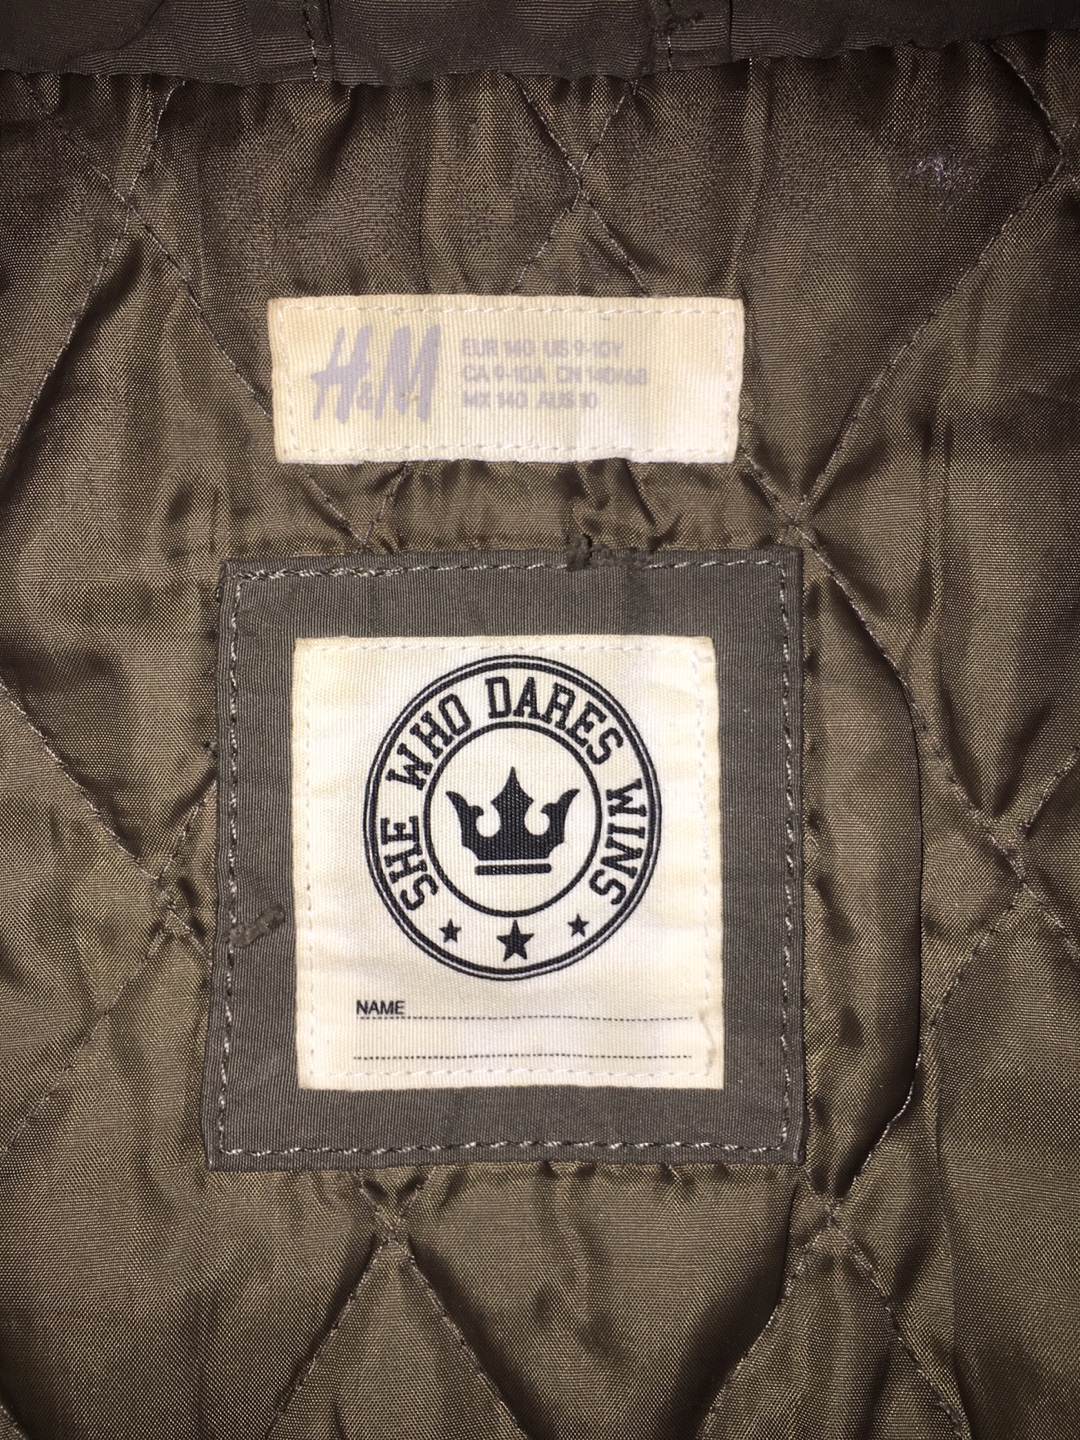 H&M
EUR 140 US 9-10Y
CA 9-10A CN 140/68
MX 140 AUS 10
SHE WHO DARES WINS
NAME